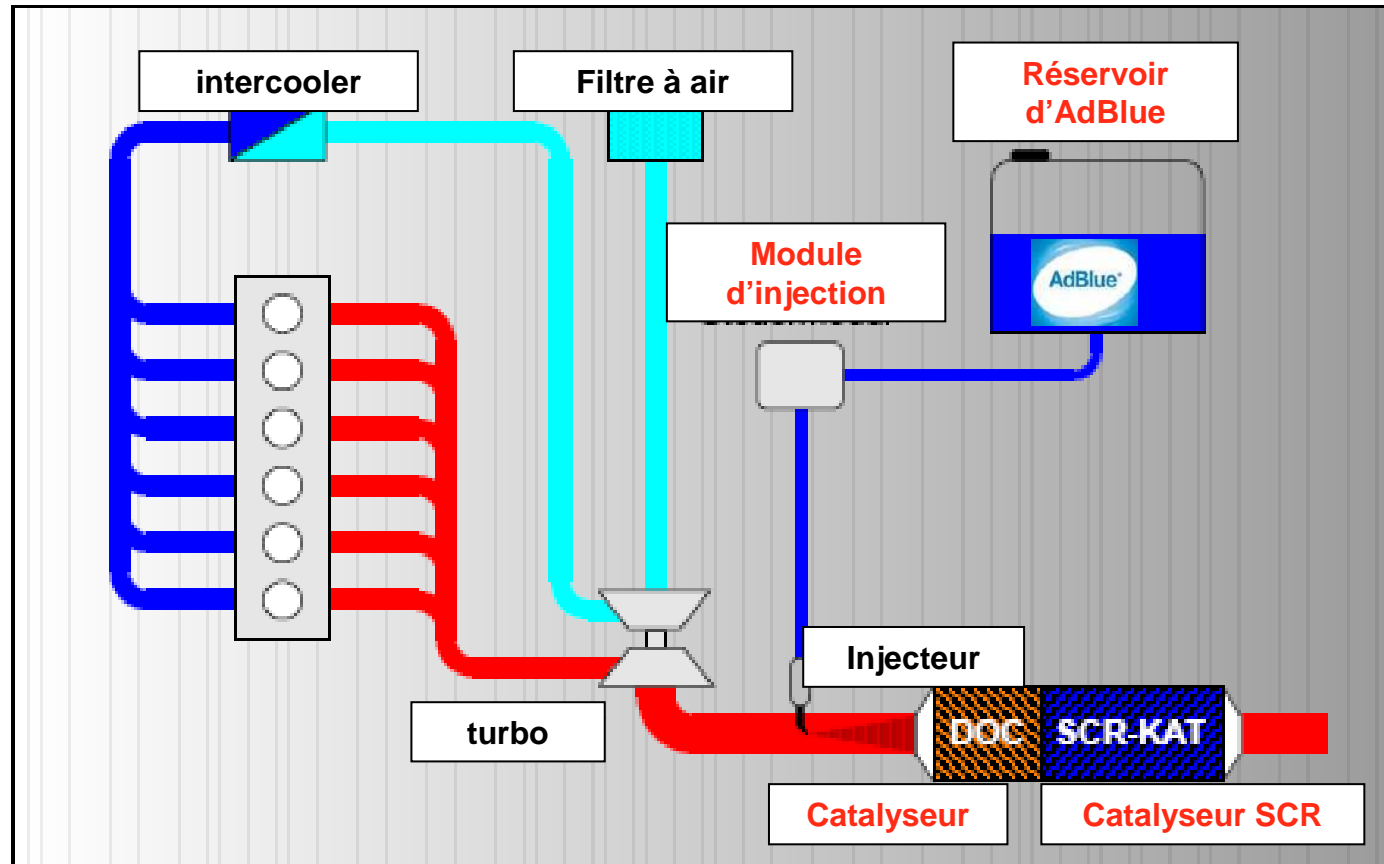 intercooler
Filtre à air
Réservoir
d’AdBlue
Module
d’injection
AdBlue
Injecteur
turbo
DOC
SCR-KAT
Catalyseur
Catalyseur SCR